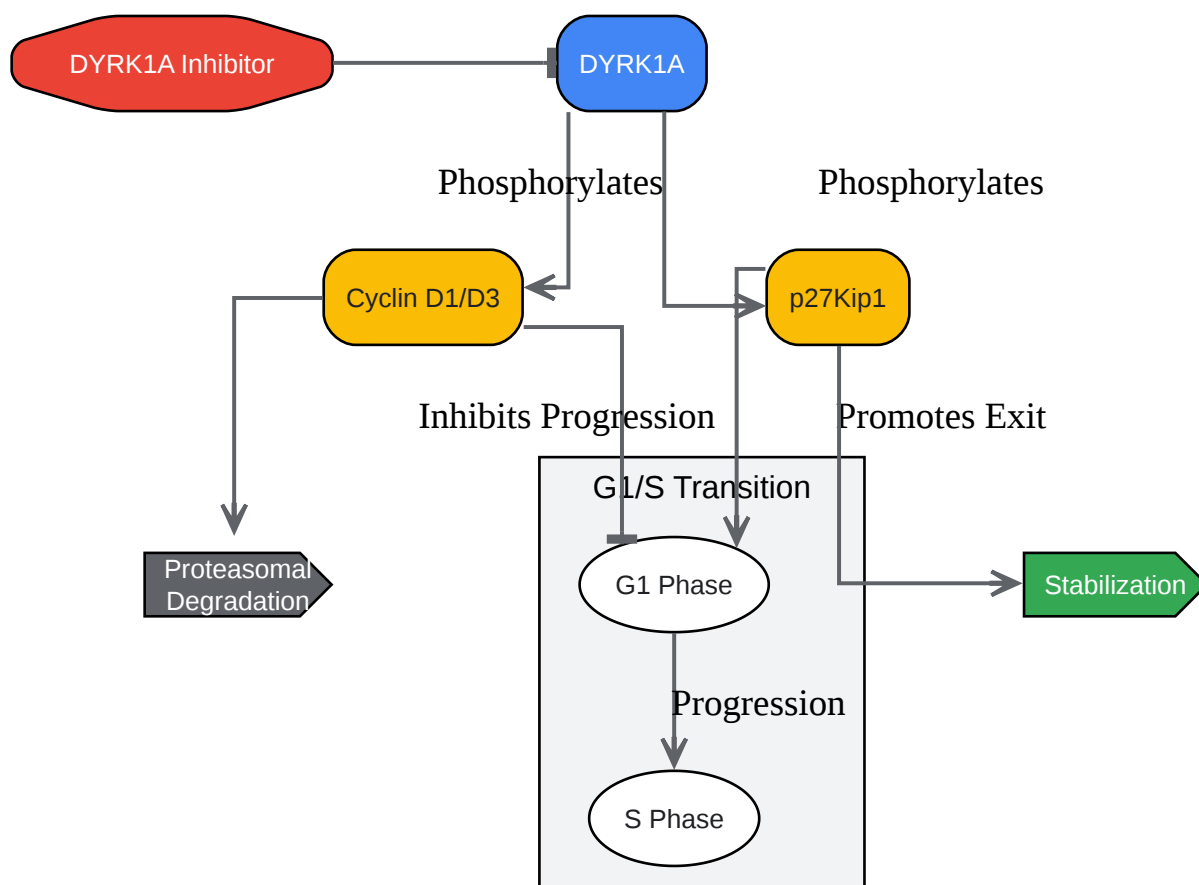 DYRK1A Inhibitor
DYRK1A
Phosphorylates
Phosphorylates
Cyclin D1/D3
p27Kip1
Inhibits Progression
Promotes Exit
G1/S Transition
Proteasomal
Degradation
G1 Phase
Stabilization
Progression
S Phase